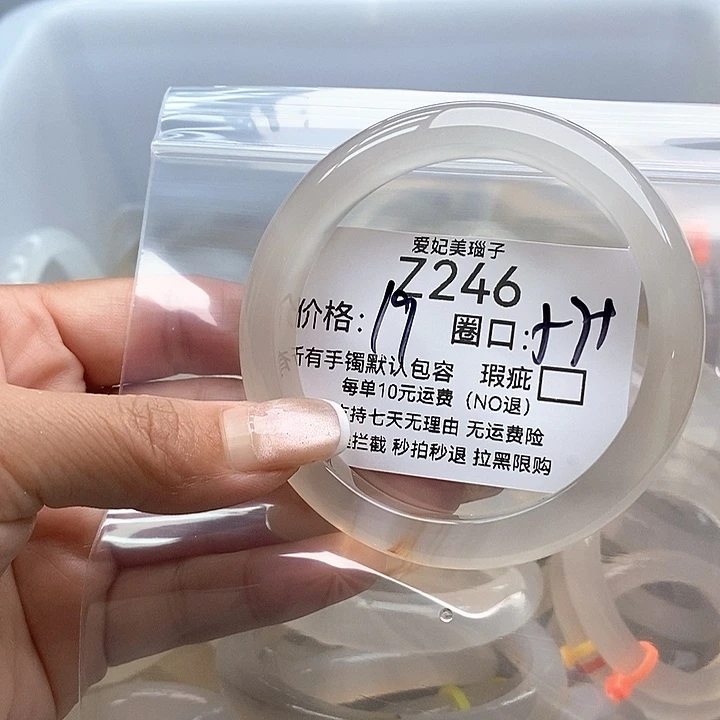 爱妃美瑙子
Z246
价格: 19 圈口:
所有手镯默认包容 瑕疵
每单10元运费（NO退）
支持七天无理由 无运费险
拦截 秒拍秒退 拉黑限购